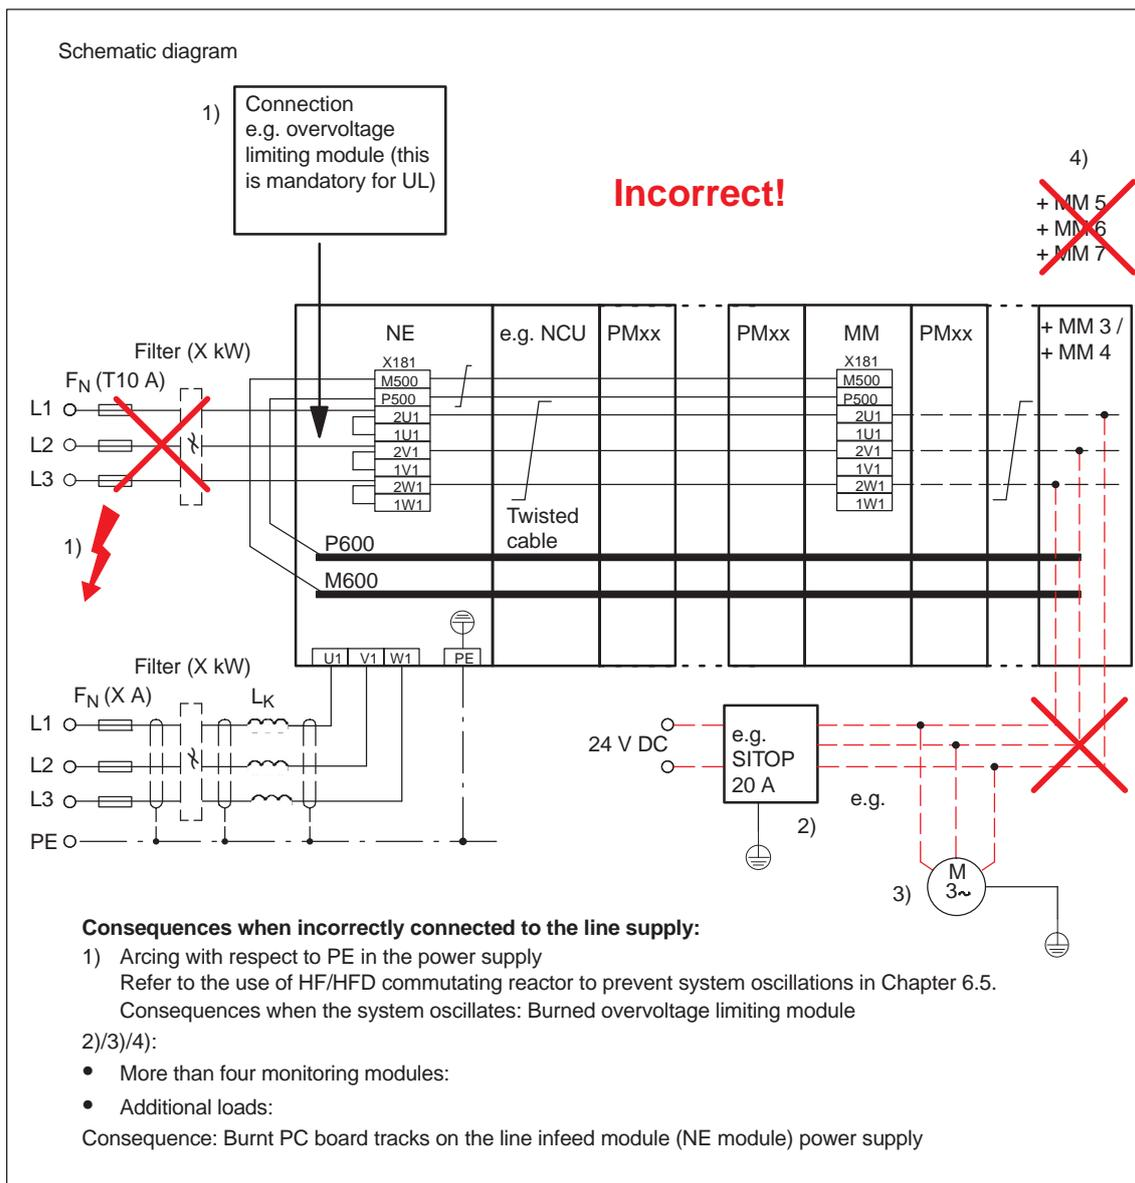 Schematic diagram
1)
Connection
e.g. overvoltage
limiting module (this
is mandatory for UL)
Incorrect!
4)
+ MM 5
+ MM 6
+ MM 7
NE
e.g. NCU
PMxx
PMxx
MM
PMxx
+ MM 3 /
+ MM 4
Filter (X kW)
FN (T10 A)
L1
L2
L3
1)
X181
M500
P500
2U1
1U1
2V1
1V1
2W1
1W1
X181
M500
P500
2U1
1U1
2V1
1V1
2W1
1W1
Twisted
cable
P600
M600
U1 V1 W1 PE
Filter (X kW)
FN (X A)
LK
L1
L2
L3
PE
24 V DC
e.g.
SITOP
20 A
2)
e.g.
3)
M
3~
Consequences when incorrectly connected to the line supply:
1) Arcing with respect to PE in the power supply
Refer to the use of HF/HFD commutating reactor to prevent system oscillations in Chapter 6.5.
Consequences when the system oscillates: Burned overvoltage limiting module
2)/3)/4):
• More than four monitoring modules:
• Additional loads:
Consequence: Burnt PC board tracks on the line infeed module (NE module) power supply